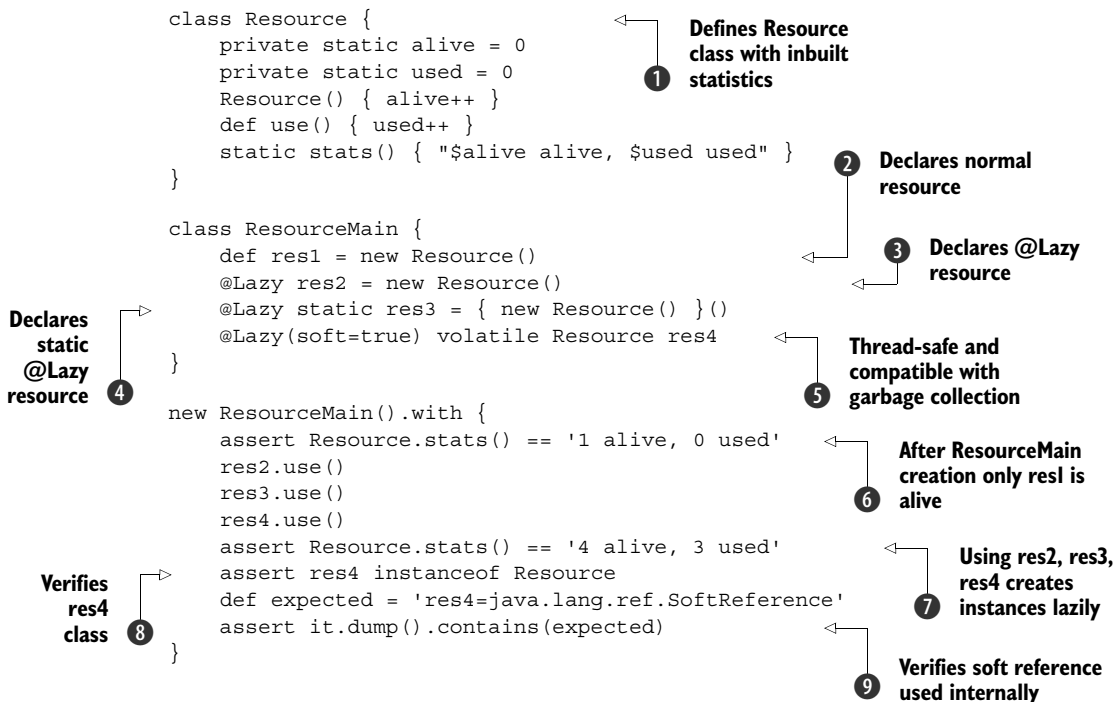 class Resource {
private static alive = 0
private static used = 0
Resource() { alive++ }
def use() { used++ }
static stats() { "$alive alive, $used used" }
}
1 Defines Resource
class with inbuilt
statistics
class ResourceMain {
def res1 = new Resource()
@Lazy res2 = new Resource()
@Lazy static res3 = { new Resource() }()
@Lazy(soft=true) volatile Resource res4
}
2 Declares normal
resource
3 Declares @Lazy
resource
Declares
static
@Lazy
resource 4
5 Thread-safe and
compatible with
garbage collection
new ResourceMain().with {
assert Resource.stats() == '1 alive, 0 used'
res2.use()
res3.use()
res4.use()
assert Resource.stats() == '4 alive, 3 used'
assert res4 instanceof Resource
def expected = 'res4=java.lang.ref.SoftReference'
assert it.dump().contains(expected)
}
6 After ResourceMain
creation only res1 is
alive
7 Using res2, res3,
res4 creates
instances lazily
Verifies
res4
class 8
9 Verifies soft reference
used internally